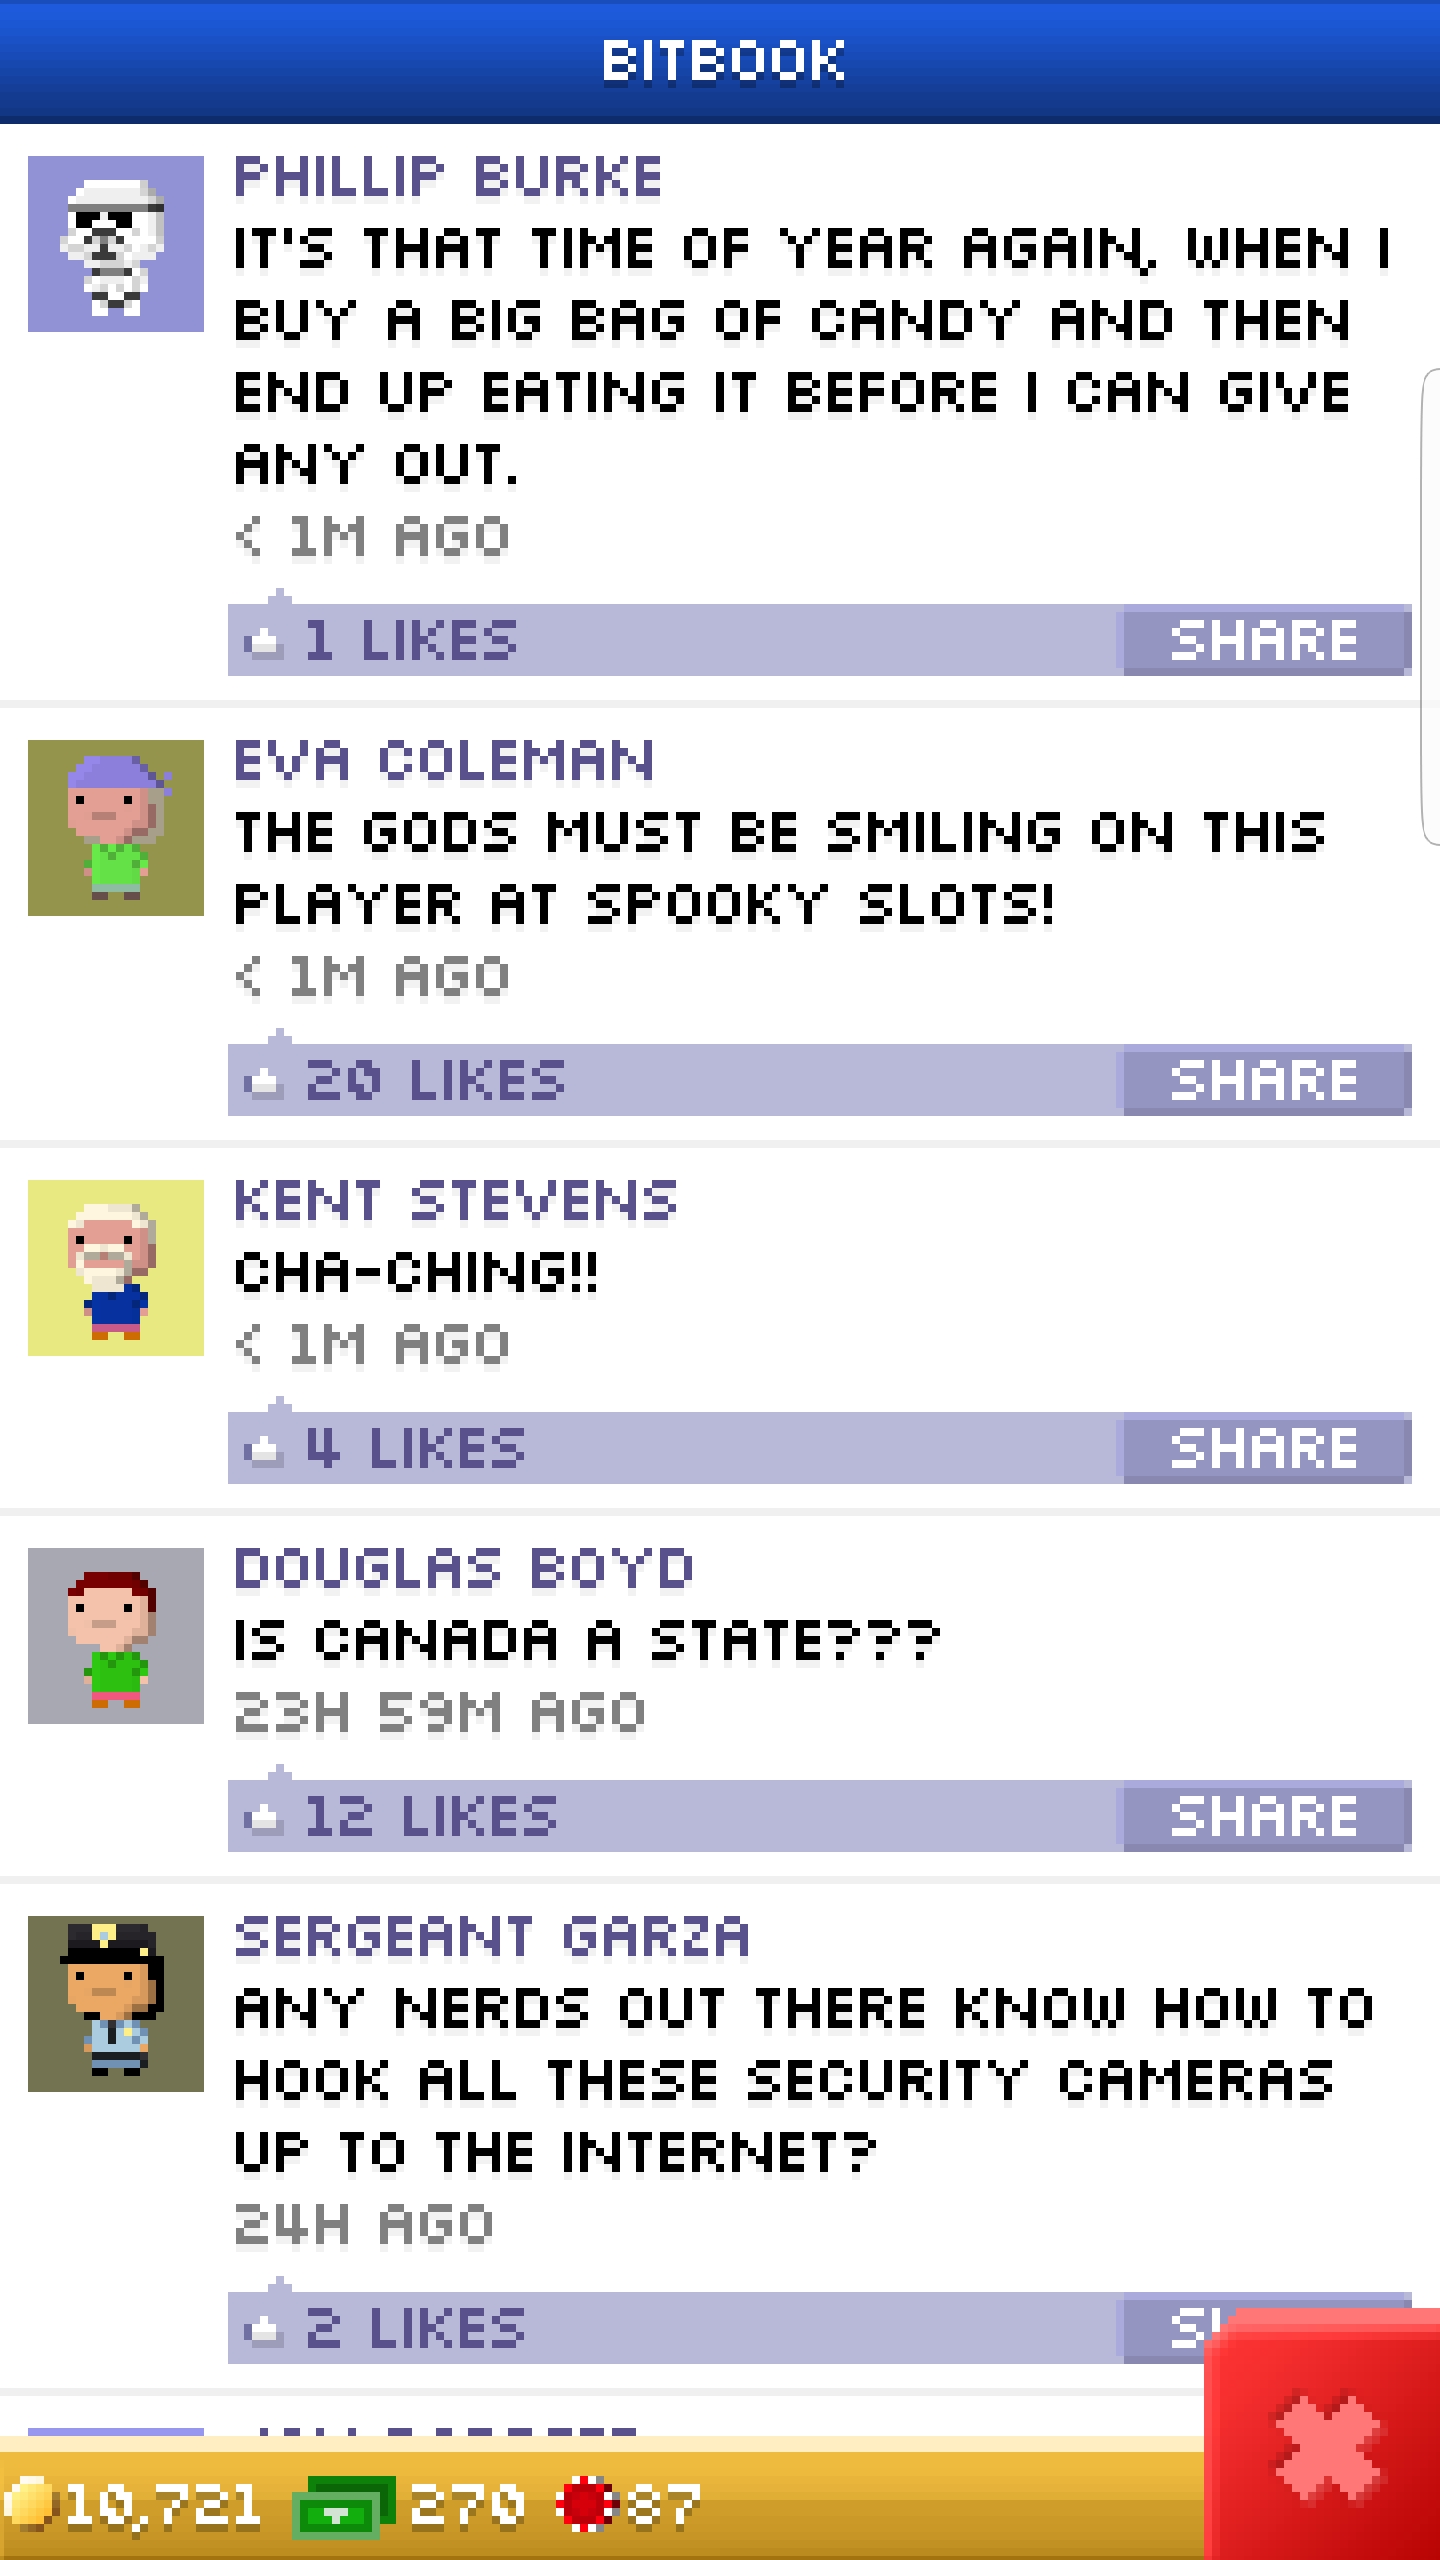 BITBOOK
PHILLIP BURKE
IT'S THAT TIME OF YEAR AGAIN, WHEN I
BUY A BIG BAG OF CANDY AND THEN
END UP EATING IT BEFORE I CAN GIVE
ANY OUT.
< 1M AGO
1 LIKES SHARE
EVA COLEMAN
THE GODS MUST BE SMILING ON THIS
PLAYER AT SPOOKY SLOTS!
< 1M AGO
20 LIKES SHARE
KENT STEVENS
CHA-CHING!!
< 1M AGO
4 LIKES SHARE
DOUGLAS BOYD
IS CANADA A STATE???
23H 59M AGO
12 LIKES SHARE
SERGEANT GARZA
ANY NERDS OUT THERE KNOW HOW TO
HOOK ALL THESE SECURITY CAMERAS
UP TO THE INTERNET?
24H AGO
2 LIKES
10,721 270 87